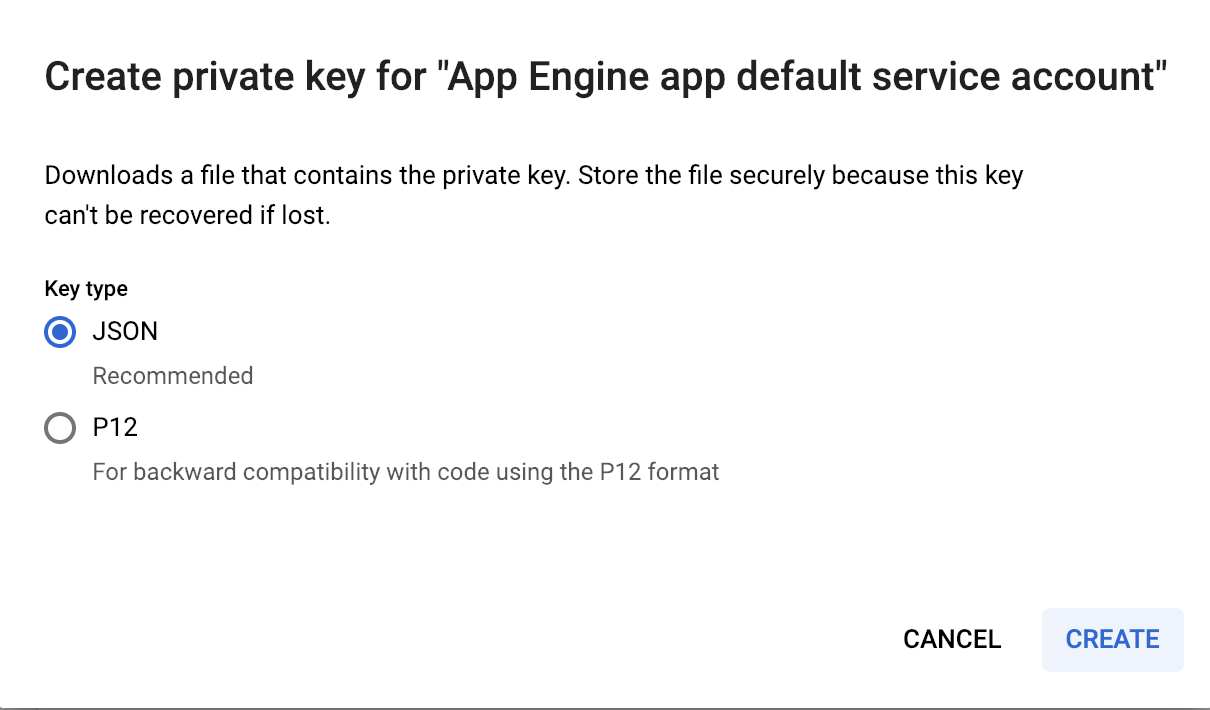 Create private key for "App Engine app default service account"
Downloads a file that contains the private key. Store the file securely because this key
can't be recovered if lost.
Key type
JSON
Recommended
P12
For backward compatibility with code using the P12 format
CANCEL
CREATE